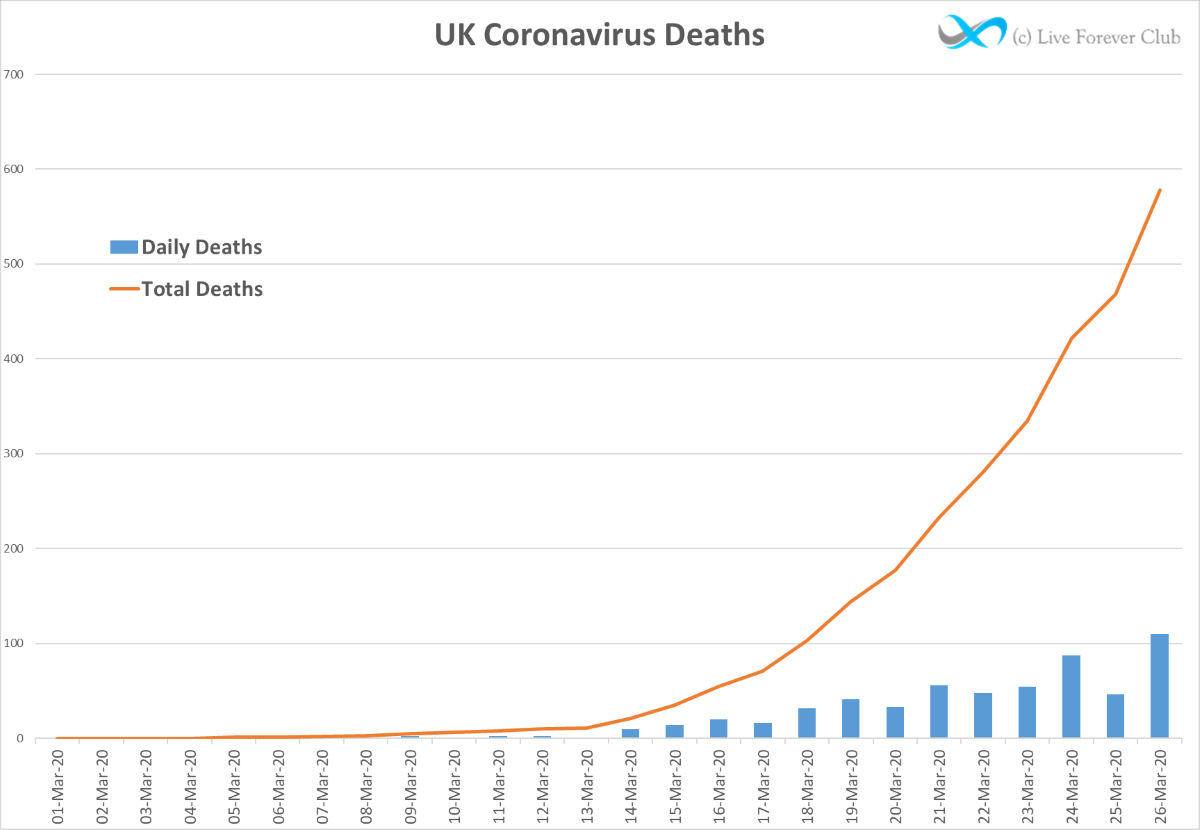 UK Coronavirus Deaths
(c) Live Forever Club
700
600
500
400
300
200
100
0
Daily Deaths
Total Deaths
01-Mar-20
02-Mar-20
03-Mar-20
04-Mar-20
05-Mar-20
06-Mar-20
07-Mar-20
08-Mar-20
09-Mar-20
10-Mar-20
11-Mar-20
12-Mar-20
13-Mar-20
14-Mar-20
15-Mar-20
16-Mar-20
17-Mar-20
18-Mar-20
19-Mar-20
20-Mar-20
21-Mar-20
22-Mar-20
23-Mar-20
24-Mar-20
25-Mar-20
26-Mar-20